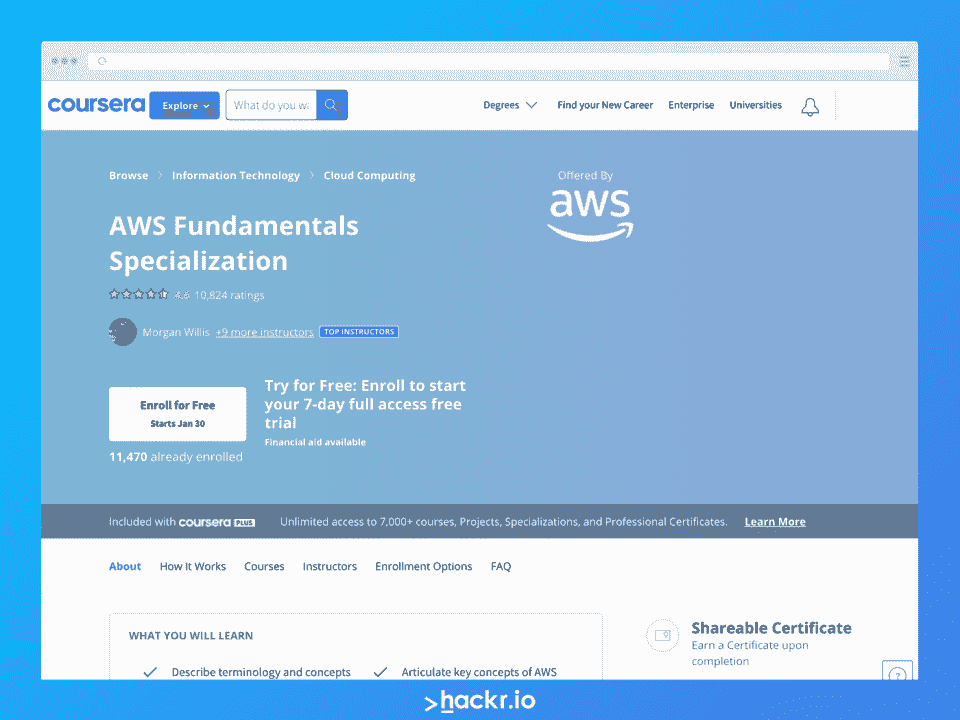 coursera Explore What do you wa Degrees Find your New Career Enterprise Universities
Browse > Information Technology > Cloud Computing
Offered By
aws
AWS Fundamentals
Specialization
4.6 10,824 ratings
Morgan Willis +9 more instructors TOP INSTRUCTORS
Enroll for Free
Starts Jan 30
Try for Free: Enroll to start
your 7-day full access free
trial
Financial aid available
11,470 already enrolled
Included with coursera PLUS Unlimited access to 7,000+ courses, Projects, Specializations, and Professional Certificates. Learn More
About How It Works Courses Instructors Enrollment Options FAQ
WHAT YOU WILL LEARN
Describe terminology and concepts Articulate key concepts of AWS
Shareable Certificate
Earn a Certificate upon
completion
?
>hackr.io